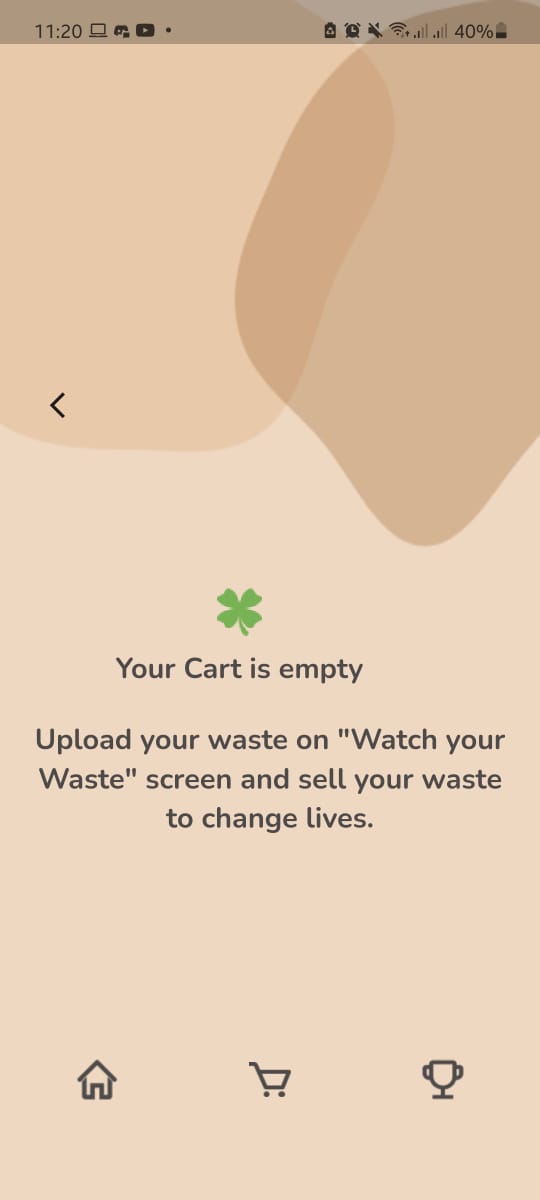 11:20 40%
Your Cart is empty
Upload your waste on "Watch your
Waste" screen and sell your waste
to change lives.